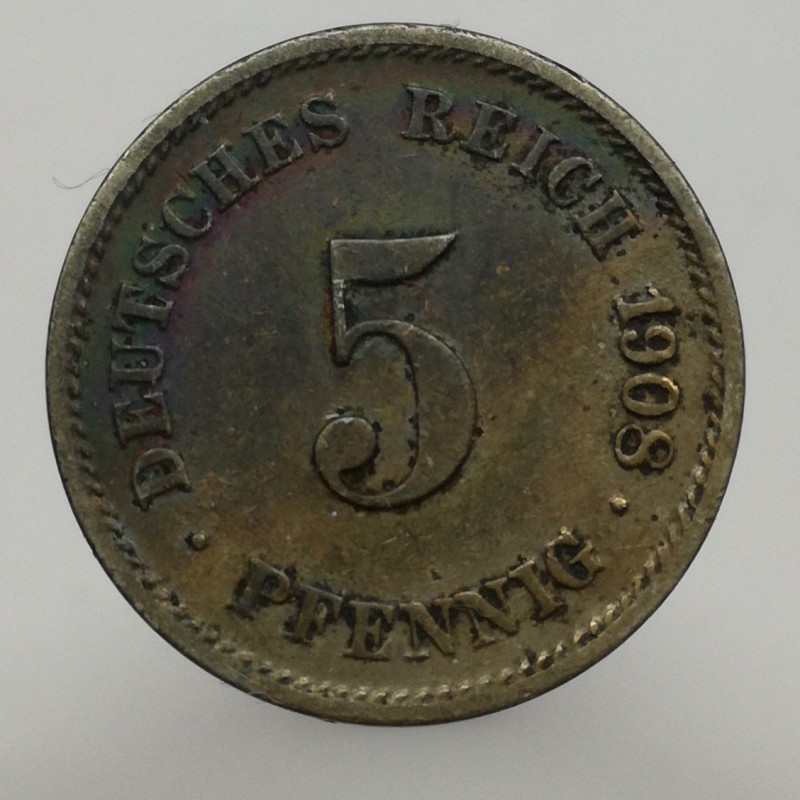 DEUTSCHES REICH 1908
5
· PFENNIG ·